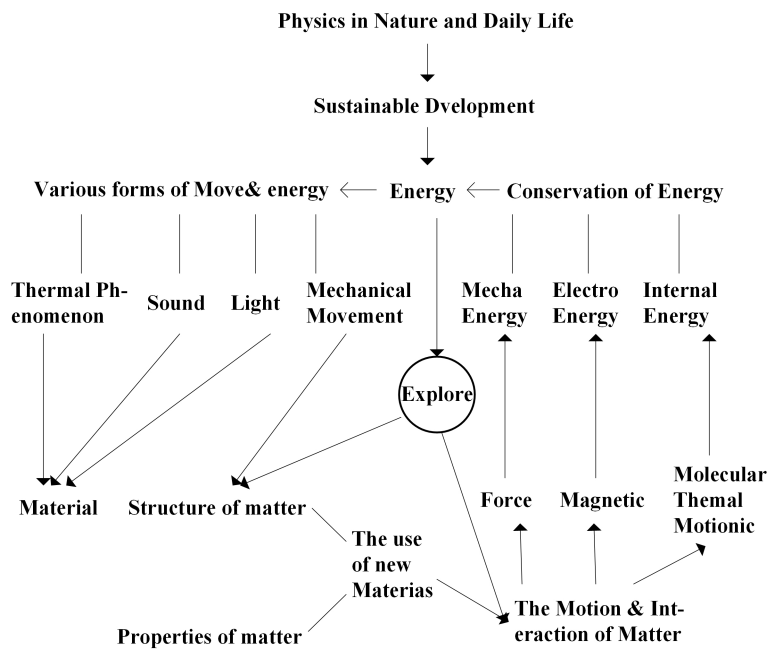 Physics in Nature and Daily Life
Sustainable Dvelopment
Various forms of Move& energy
Energy
Conservation of Energy
Thermal Ph-
enomenon
Sound
Light
Mechanical
Movement
Mecha
Energy
Electro
Energy
Internal
Energy
Explore
Material
Structure of matter
Force
Magnetic
Molecular
Themal
Motionic
The use
of new
Materias
Properties of matter
The Motion & Int-
eraction of Matter